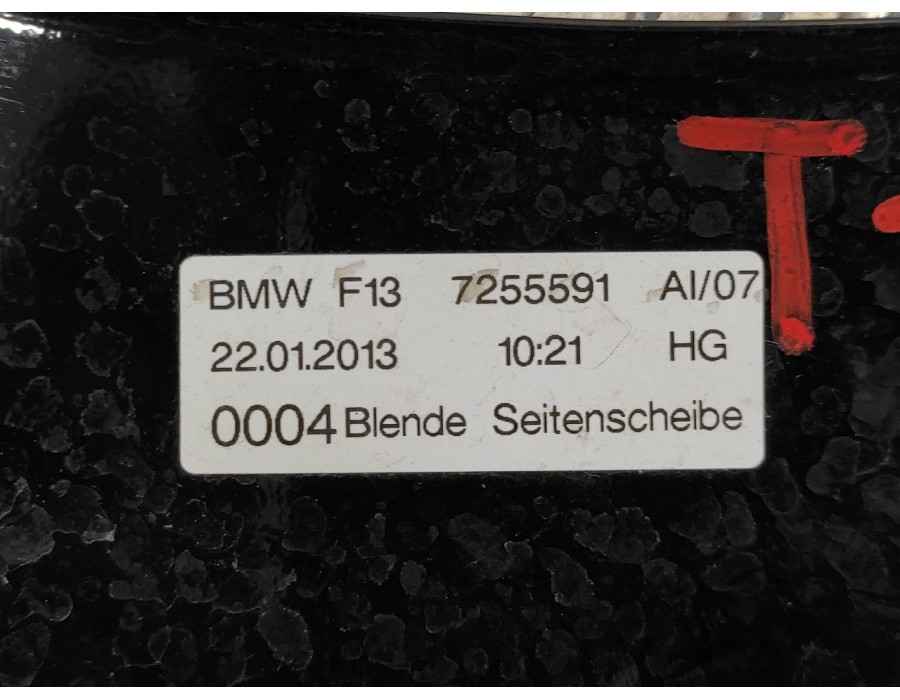 T.
BMW F13 7255591 AI/07
22.01.2013 10:21 HG
0004 Blende Seitenscheibe